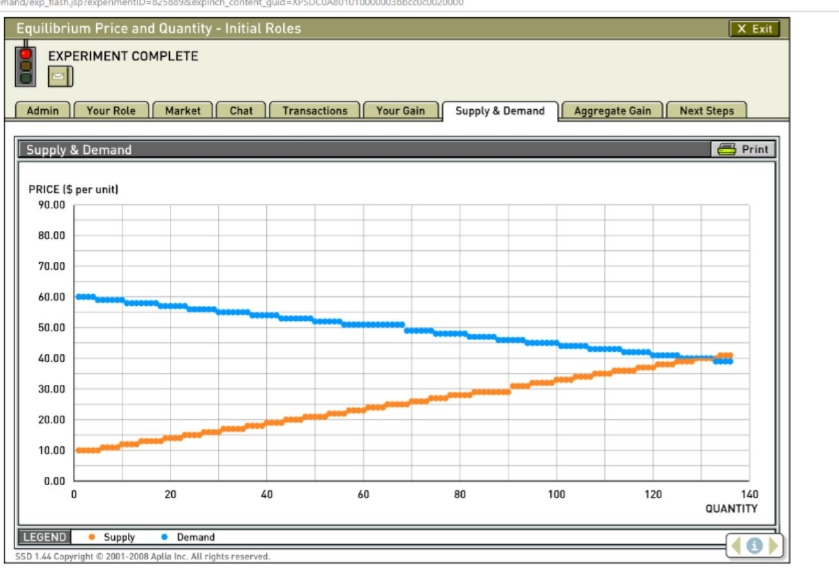 Equilibrium Price and Quantity - Initial Roles
X Exit
EXPERIMENT COMPLETE
Admin
Your Role
Market
Chat
Transactions
Your Gain
Supply & Demand
Aggregate Gain
Next Steps
Supply & Demand
Print
PRICE ($ per unit)
90.00
80.00
70.00
60.00
50.00
40.00
30.00
20.00
10.00
0.00
0 20 40 60 80 100 120 140
QUANTITY
LEGEND Supply Demand
SSD 1.44 Copyright © 2001-2008 Aplia Inc. All rights reserved.